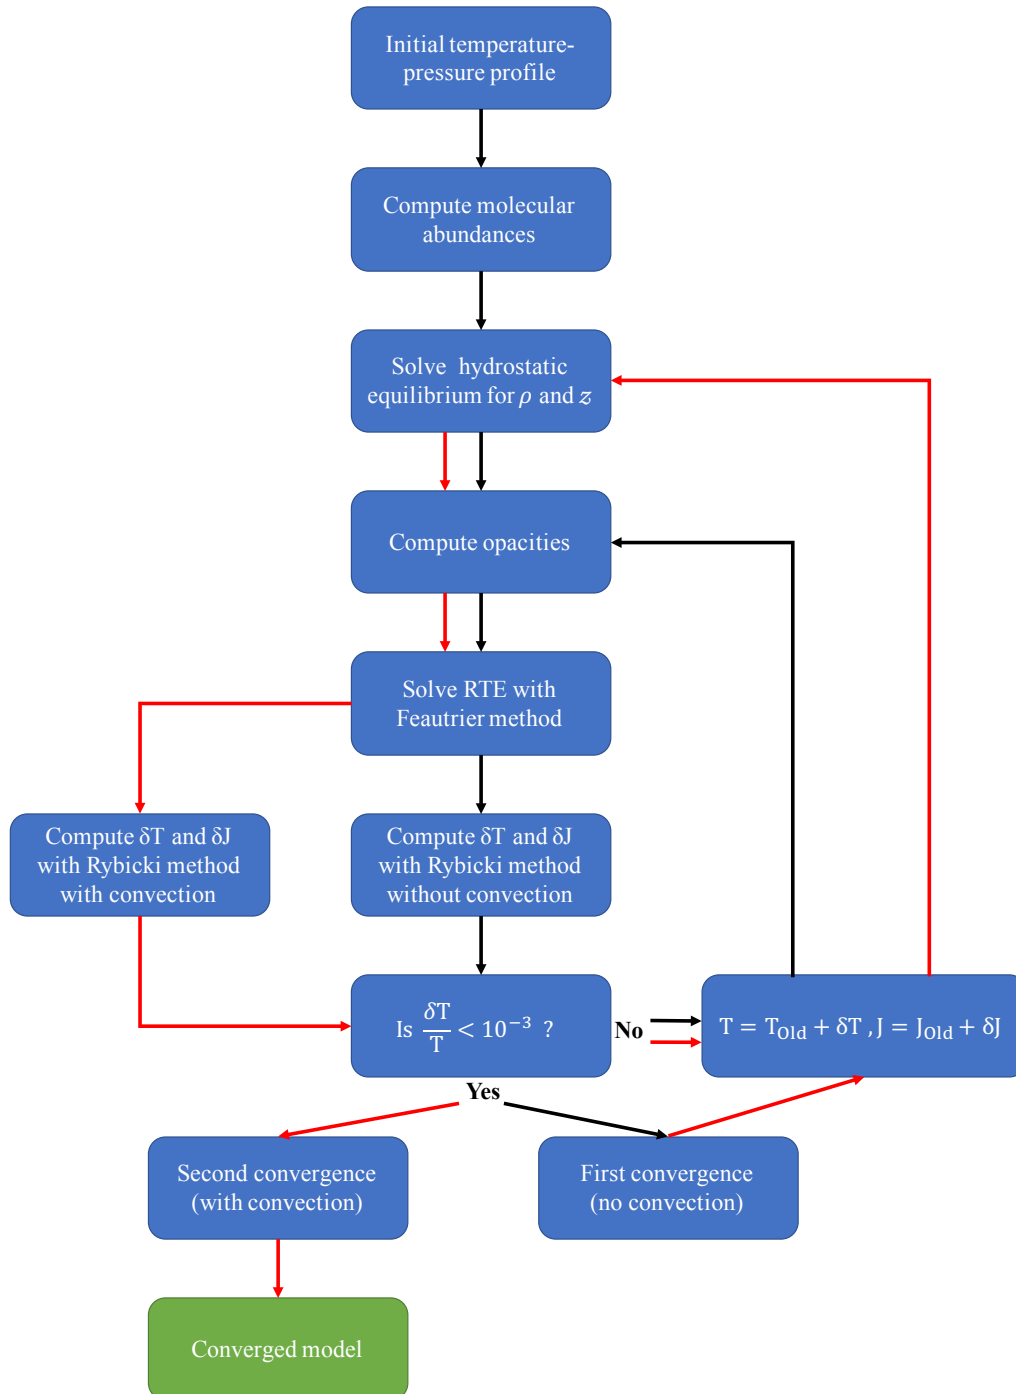 Initial temperature-
pressure profile
Compute molecular
abundances
Solve hydrostatic
equilibrium for ρ and z
Compute opacities
Solve RTE with
Feautrier method
Compute δT and δJ
with Rybicki method
with convection
Compute δT and δJ
with Rybicki method
without convection
Is δT/T < 10⁻³ ?
No
T = T_Old + δT , J = J_Old + δJ
Yes
Second convergence
(with convection)
First convergence
(no convection)
Converged model